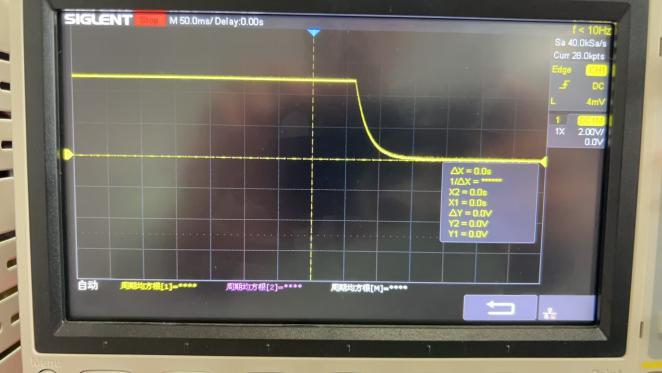 SIGLENT Stop M 50.0ms/ Delay:0.00s
f < 10Hz
Sa 40.0kSa/s
Curr 28.0kpts
Edge CH1
DC
L 4mV
1 DC1M
1X 2.00V/
0.0V
ΔX = 0.0s
1/ΔX = ******
X2 = 0.0s
X1 = 0.0s
ΔY = 0.0V
Y2 = 0.0V
Y1 = 0.0V
自动 周期均方根[1]=**** 周期均方根[2]=**** 周期均方根[M]=****